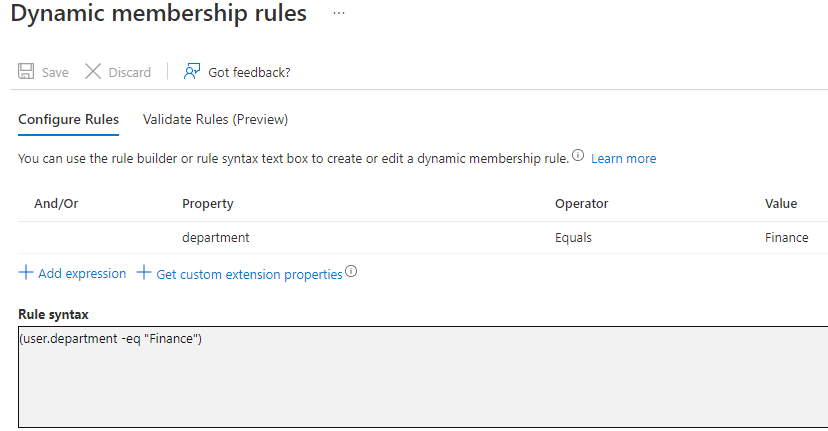 Dynamic membership rules ...
Save Discard Got feedback?
Configure Rules Validate Rules (Preview)
You can use the rule builder or rule syntax text box to create or edit a dynamic membership rule. Learn more
And/Or Property Operator Value
department Equals Finance
+ Add expression + Get custom extension properties
Rule syntax
(user.department -eq "Finance")